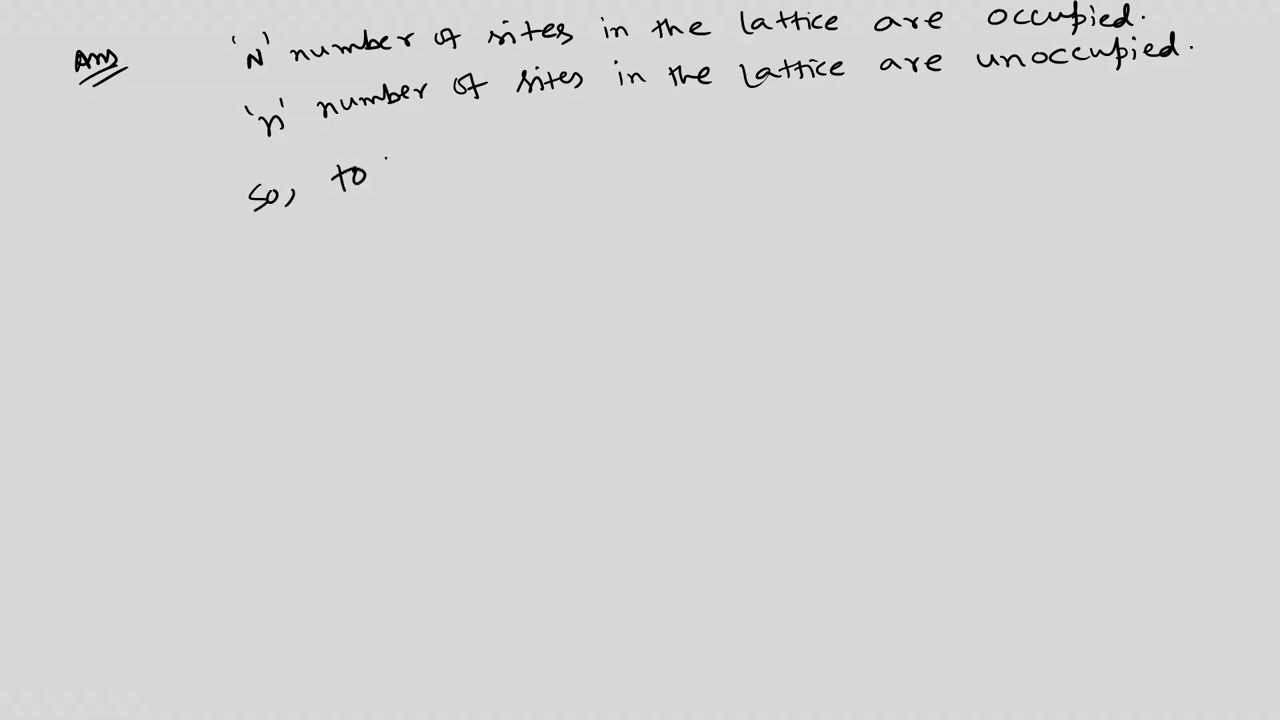 Ans 'N' number of sites in the lattice are occupied.
'n' number of sites in the lattice are unoccupied.
so, to